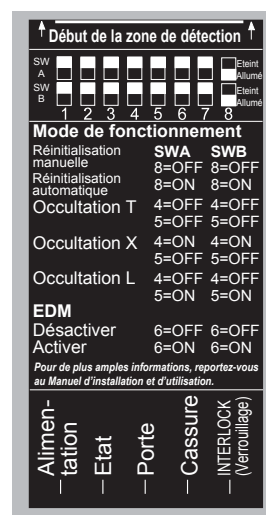 Début de la zone de détection
SW A
Eteint
Allumé
SW B
Eteint
Allumé
1 2 3 4 5 6 7 8
Mode de fonctionnement
Réinitialisation manuelle SWA SWB
8=OFF 8=OFF
Réinitialisation automatique 8=ON 8=ON
Occultation T 4=OFF 4=OFF
5=OFF 5=OFF
Occultation X 4=ON 4=ON
5=OFF 5=OFF
Occultation L 4=OFF 4=OFF
5=ON 5=ON
EDM
Désactiver 6=OFF 6=OFF
Activer 6=ON 6=ON
Pour de plus amples informations, reportez-vous
au Manuel d'installation et d'utilisation.
Alimen-
tation
Etat
Porte
Cassure
INTERLOCK
(Verrouillage)